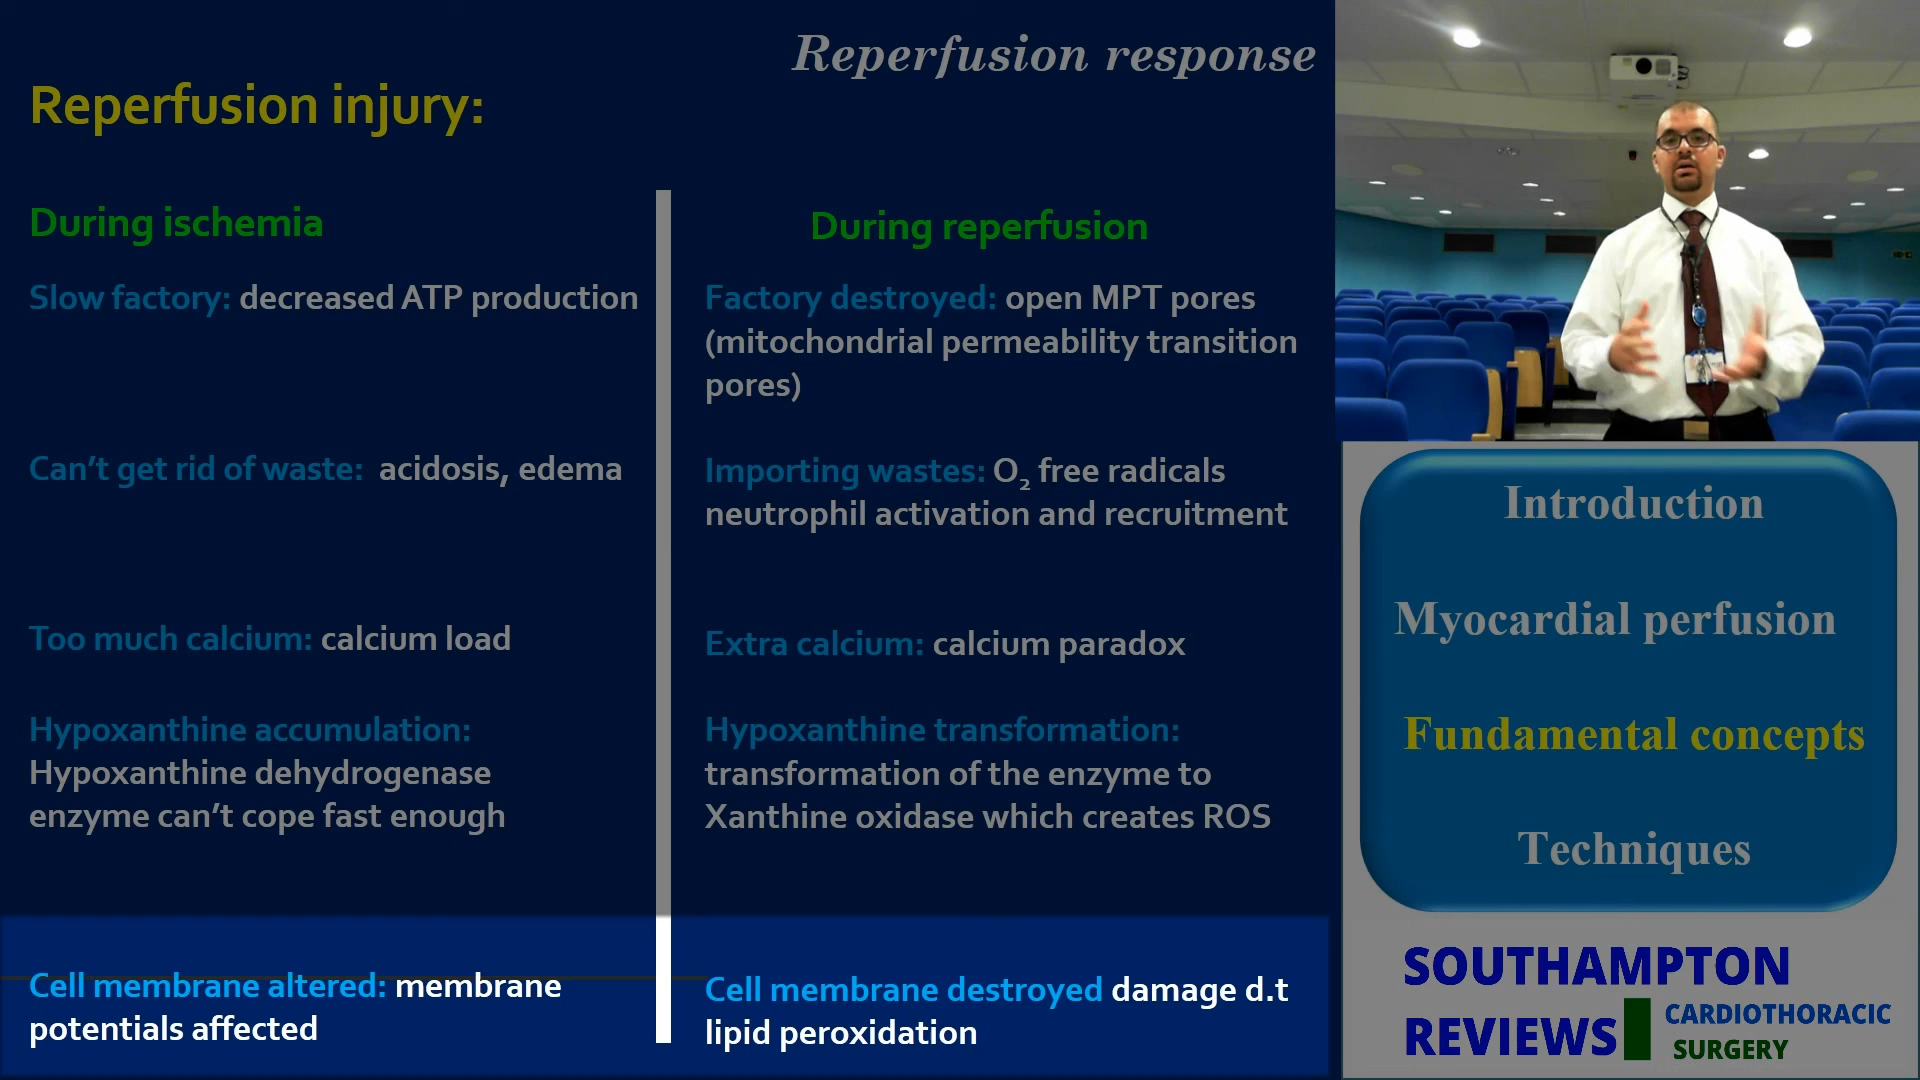 Reperfusion response
Reperfusion injury:
During ischemia
Slow factory: decreased ATP production
Can't get rid of waste: acidosis, edema
Too much calcium: calcium load
Hypoxanthine accumulation:
Hypoxanthine dehydrogenase
enzyme can't cope fast enough
Cell membrane altered: membrane
potentials affected
During reperfusion
Factory destroyed: open MPT pores
(mitochondrial permeability transition
pores)
Importing wastes: O₂ free radicals
neutrophil activation and recruitment
Extra calcium: calcium paradox
Hypoxanthine transformation:
transformation of the enzyme to
Xanthine oxidase which creates ROS
Cell membrane destroyed damage d.t
lipid peroxidation
Introduction
Myocardial perfusion
Fundamental concepts
Techniques
SOUTHAMPTON
REVIEWS
CARDIOTHORACIC
SURGERY